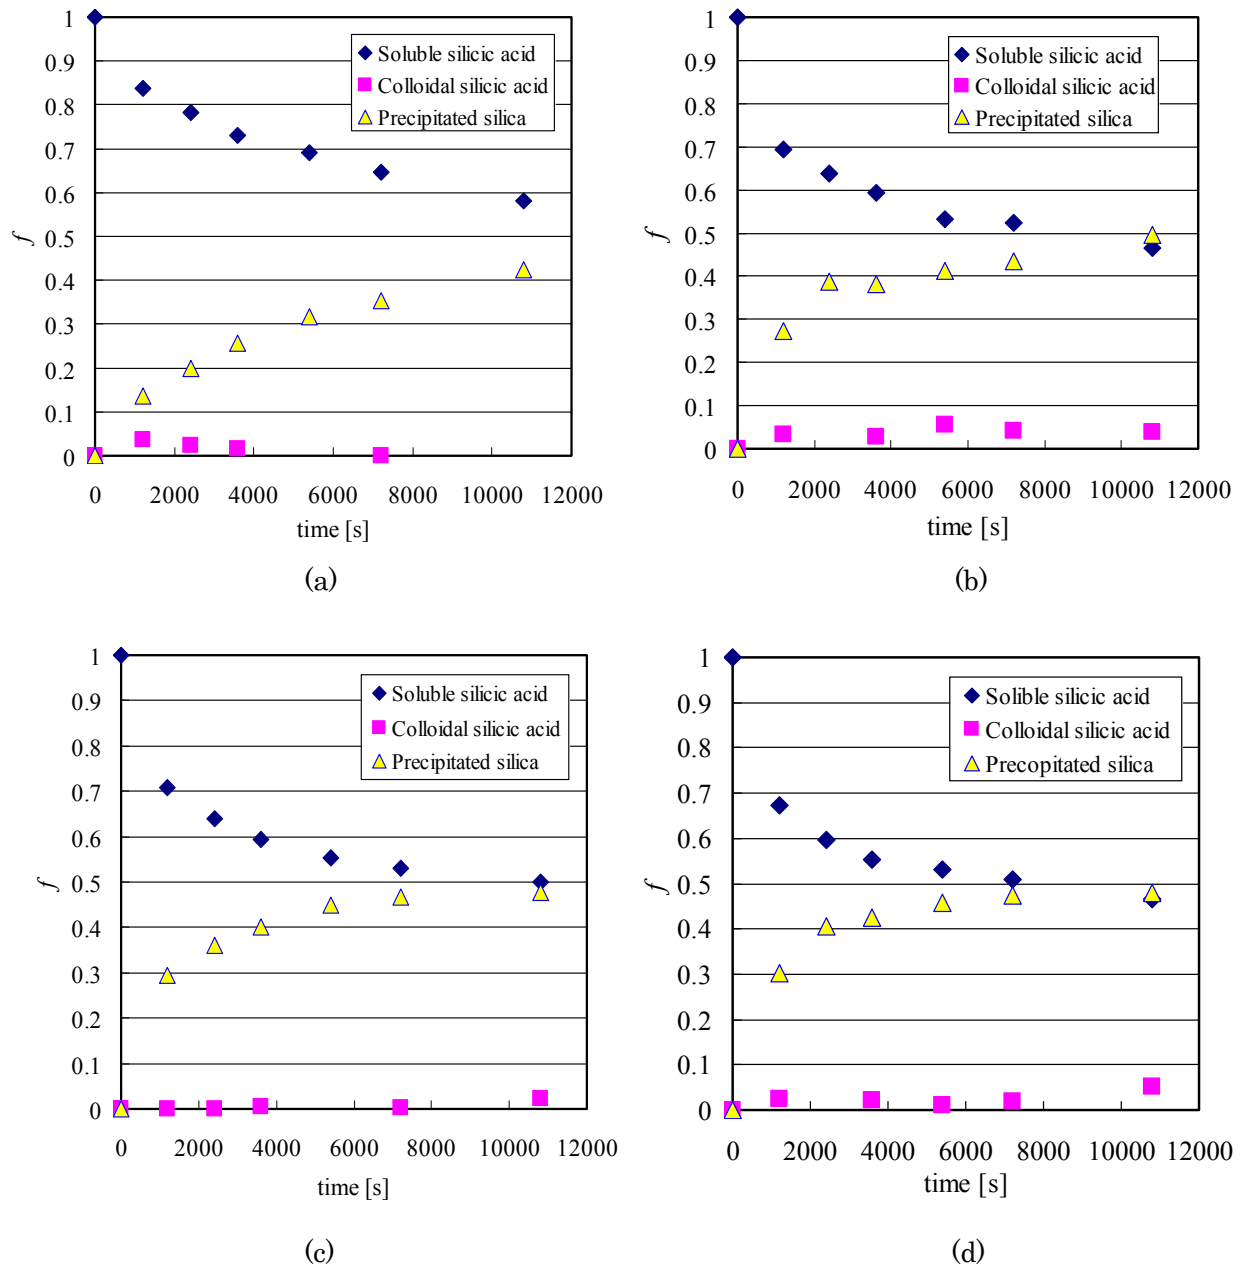 1
0.9
0.8
0.7
0.6
0.5
0.4
0.3
0.2
0.1
0
f
Soluble silicic acid
Colloidal silicic acid
Precipitated silica
0 2000 4000 6000 8000 10000 12000
time [s]
(a)
1
0.9
0.8
0.7
0.6
0.5
0.4
0.3
0.2
0.1
0
f
Soluble silicic acid
Colloidal silicic acid
Precipitated silica
0 2000 4000 6000 8000 10000 12000
time [s]
(b)
1
0.9
0.8
0.7
0.6
0.5
0.4
0.3
0.2
0.1
0
f
Soluble silicic acid
Colloidal silicic acid
Precipitated silica
0 2000 4000 6000 8000 10000 12000
time [s]
(c)
1
0.9
0.8
0.7
0.6
0.5
0.4
0.3
0.2
0.1
0
f
Solible silicic acid
Colloidal silicic acid
Precopitated silica
0 2000 4000 6000 8000 10000 12000
time [s]
(d)